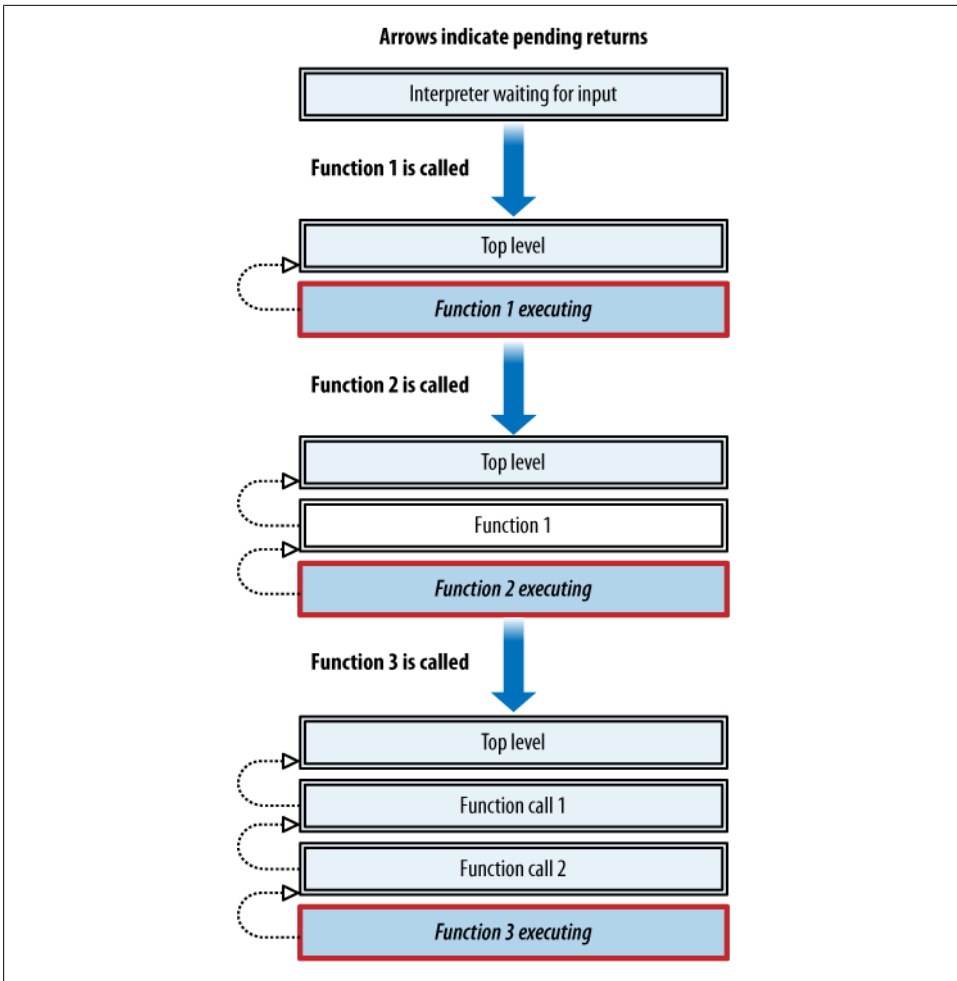 Arrows indicate pending returns
Interpreter waiting for input
Function 1 is called
Top level
Function 1 executing
Function 2 is called
Top level
Function 1
Function 2 executing
Function 3 is called
Top level
Function call 1
Function call 2
Function 3 executing